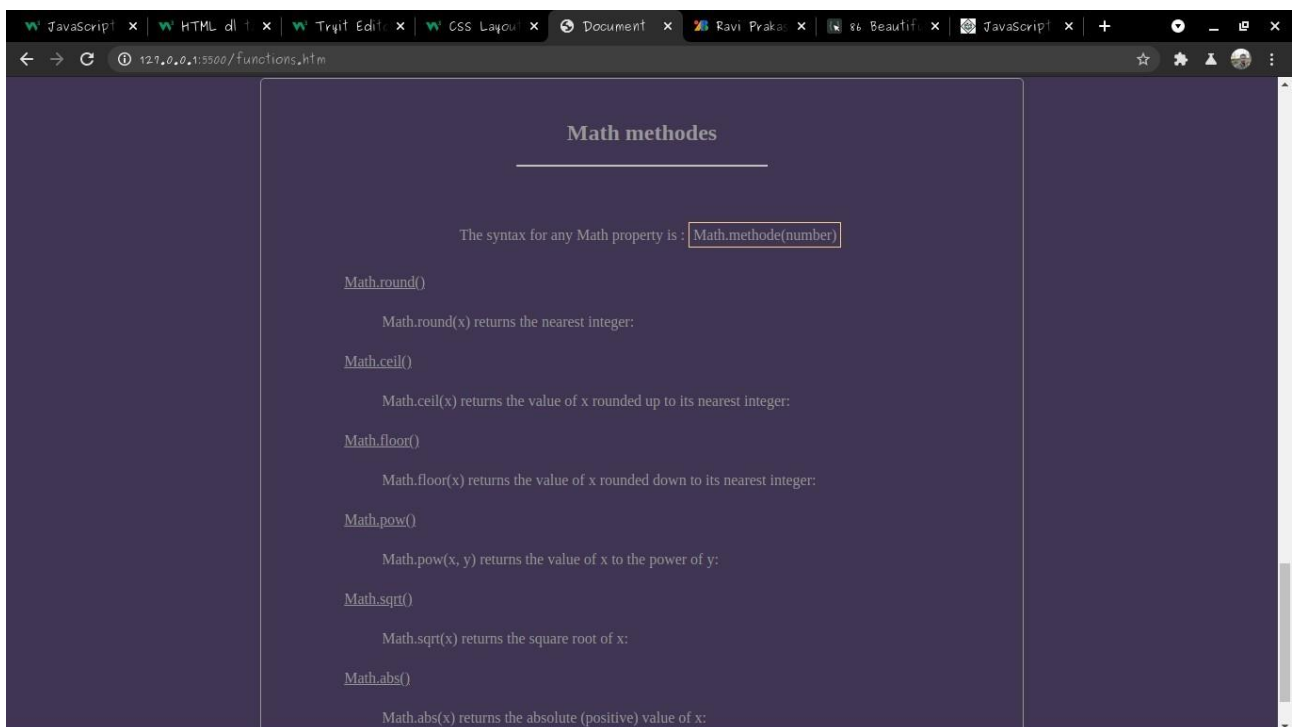 JavaScript
HTML dl t
Tryit Edito
CSS Layou
Document
Ravi Prakas
86 Beautifu
JavaScript
127.0.0.1:5500/functions.htm
Math methodes
The syntax for any Math property is : Math.methode(number)
Math.round()
Math.round(x) returns the nearest integer:
Math.ceil()
Math.ceil(x) returns the value of x rounded up to its nearest integer:
Math.floor()
Math.floor(x) returns the value of x rounded down to its nearest integer:
Math.pow()
Math.pow(x, y) returns the value of x to the power of y:
Math.sqrt()
Math.sqrt(x) returns the square root of x:
Math.abs()
Math.abs(x) returns the absolute (positive) value of x: